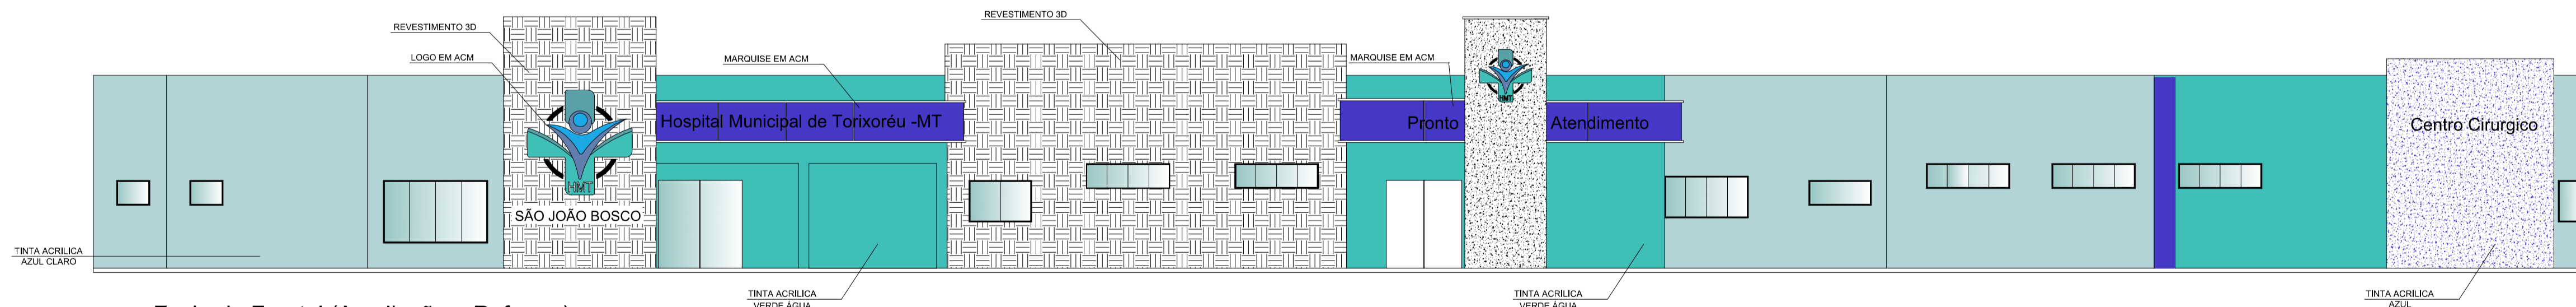 REVESTIMENTO 3D
REVESTIMENTO 3D
LOGO EM ACM
MARQUISE EM ACM
MARQUISE EM ACM
HMT
Hospital Municipal de Torixoréu -MT
Pronto
Atendimento
Centro Cirurgico
HMT
SÃO JOÃO BOSCO
TINTA ACRILICA
AZUL CLARO
TINTA ACRILICA
VERDE ÁGUA
TINTA ACRILICA
VERDE ÁGUA
TINTA ACRILICA
AZUL